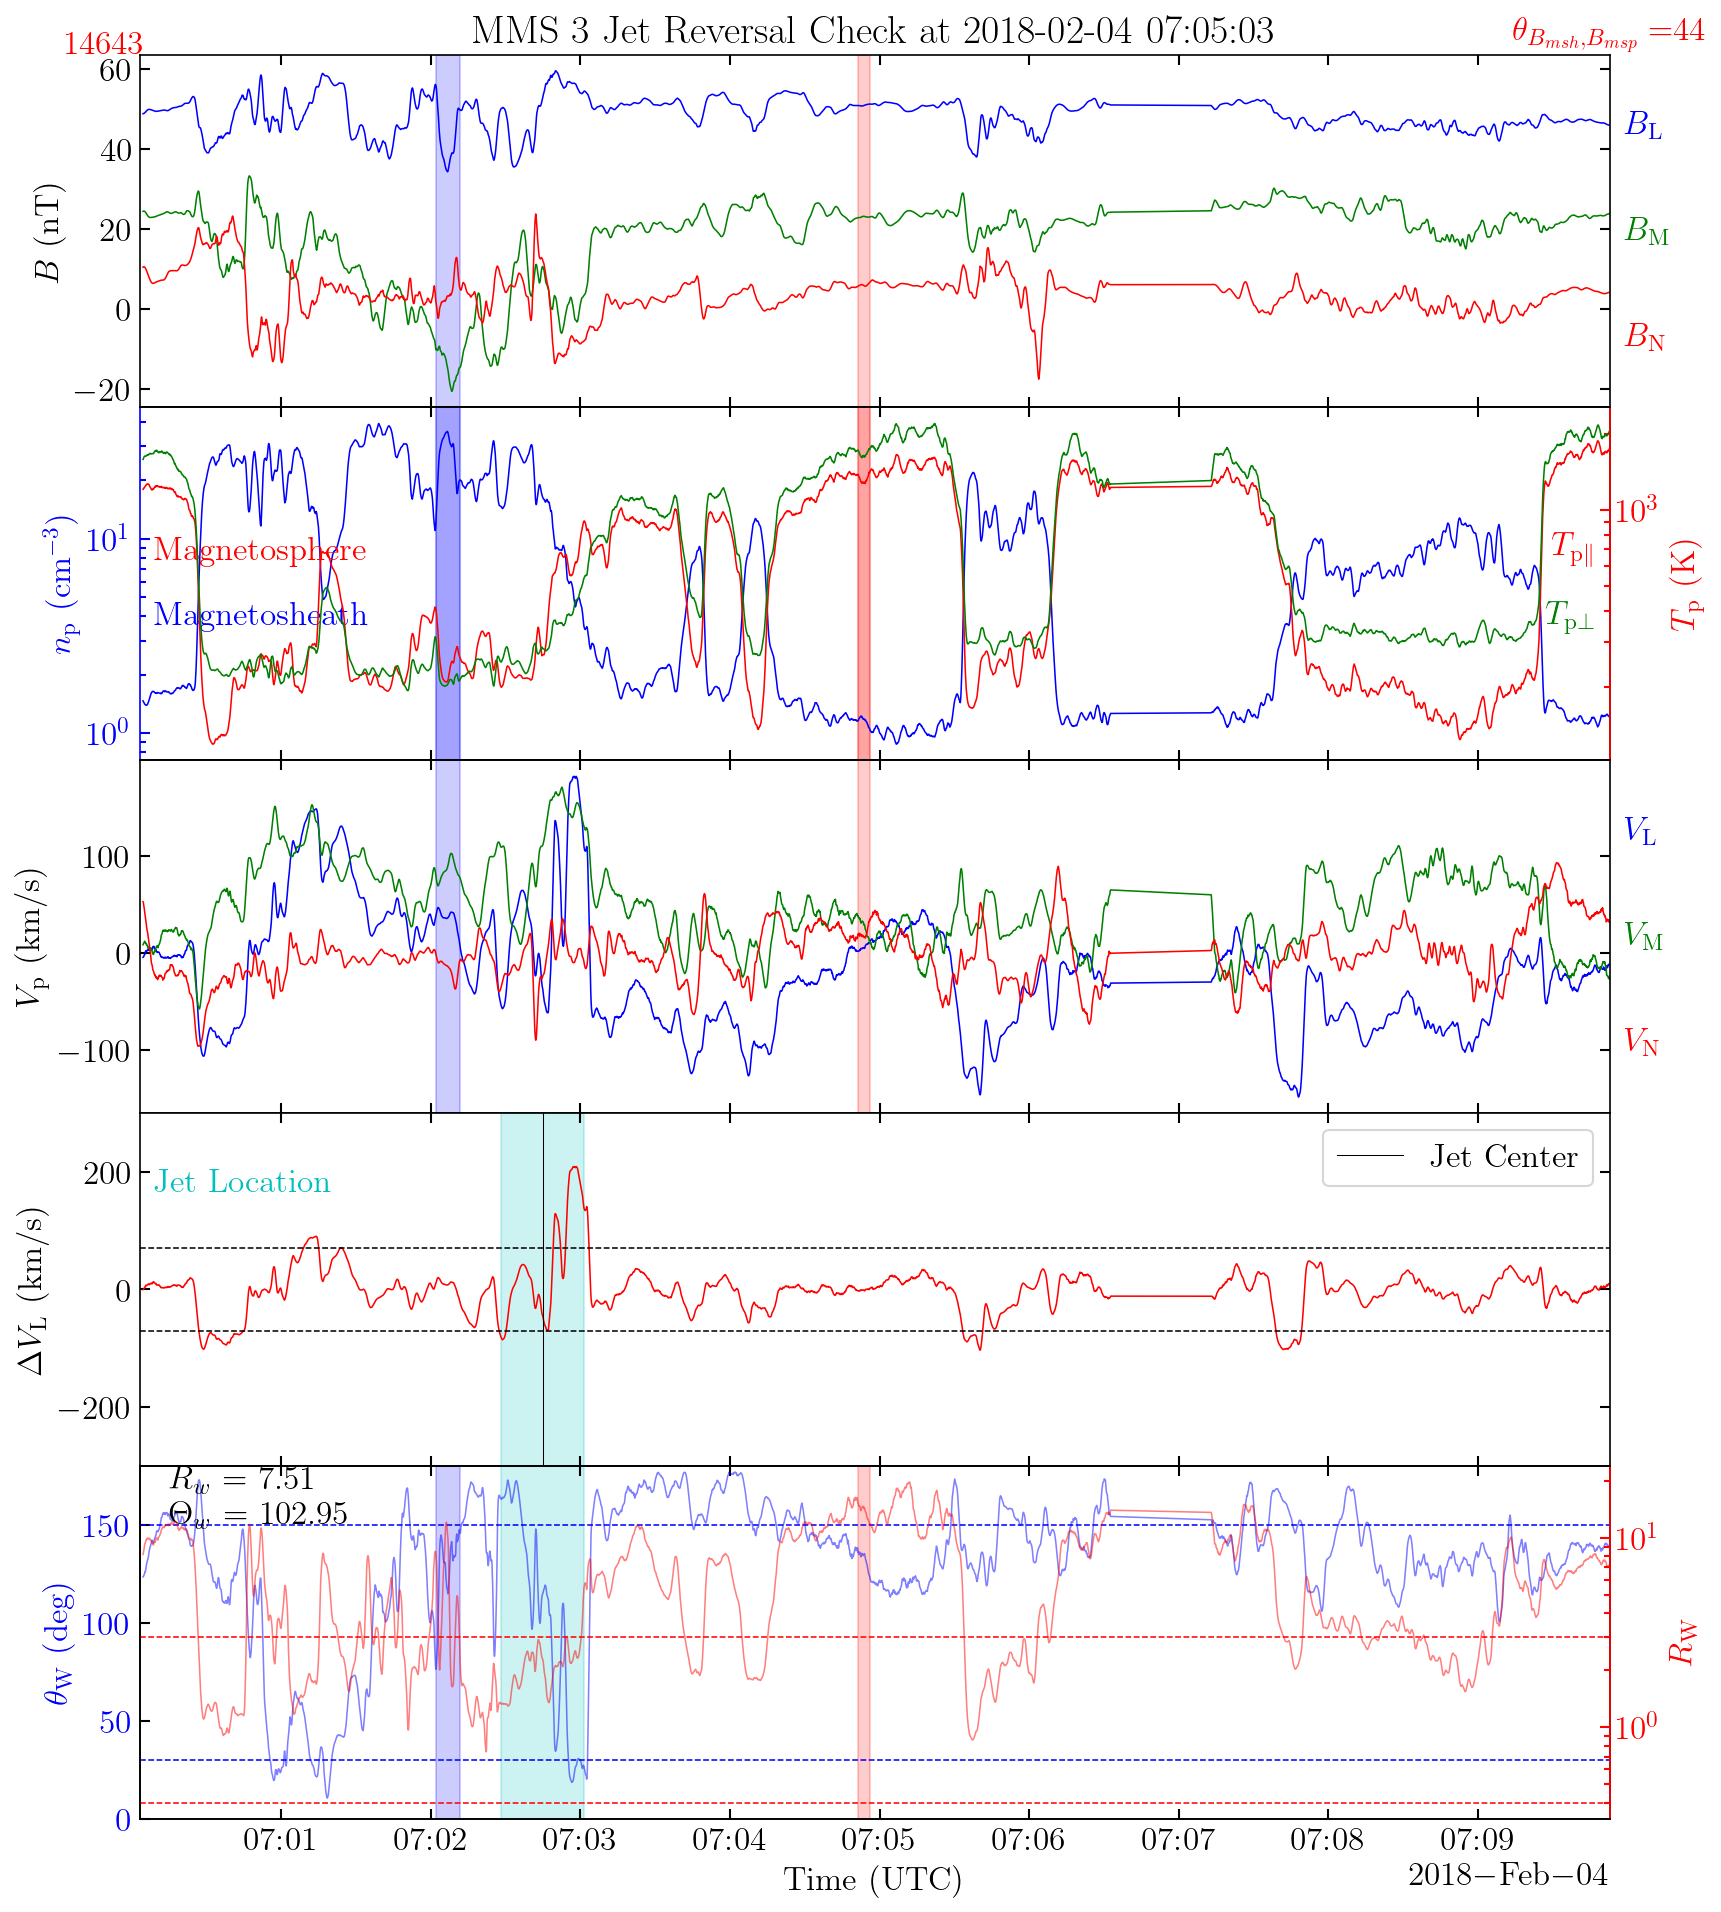 MMS 3 Jet Reversal Check at 2018-02-04 07:05:03
14643
θ_{B_{msh},B_{msp}} =44
60
40
20
0
−20
B (nT)
B_L
B_M
B_N
10^1
10^0
n_p (cm^{−3})
Magnetosphere
Magnetosheath
10^3
T_{p∥}
T_{p⊥}
T_p (K)
100
0
−100
V_p (km/s)
V_L
V_M
V_N
200
0
−200
ΔV_L (km/s)
Jet Location
Jet Center
R_w = 7.51
Θ_w = 102.95
150
100
50
0
θ_W (deg)
10^1
10^0
R_W
07:01 07:02 07:03 07:04 07:05 07:06 07:07 07:08 07:09
Time (UTC)
2018−Feb−04